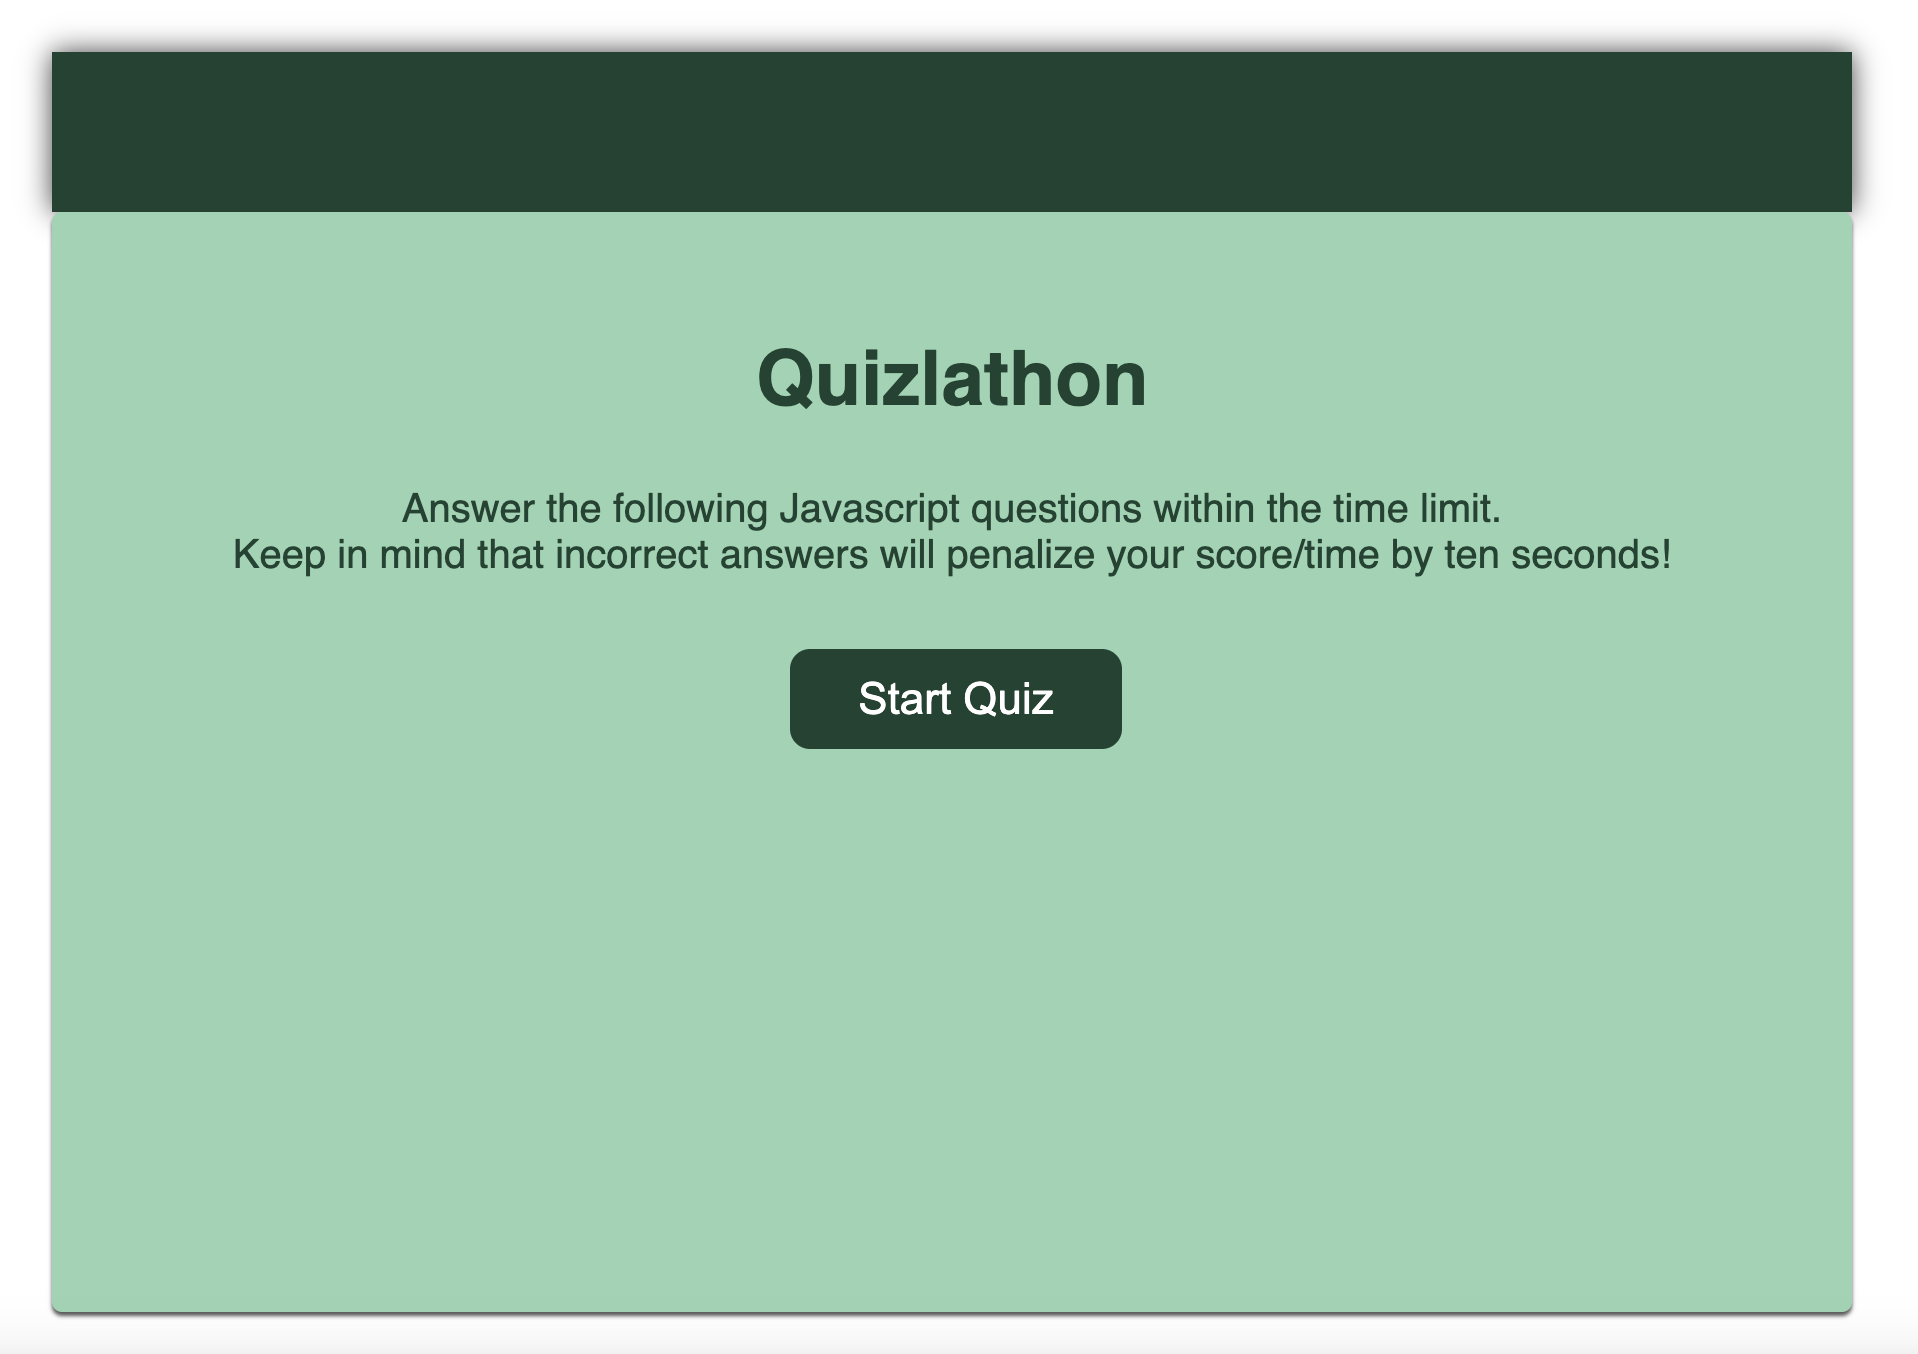 Quizlathon
Answer the following Javascript questions within the time limit.
Keep in mind that incorrect answers will penalize your score/time by ten seconds!
Start Quiz